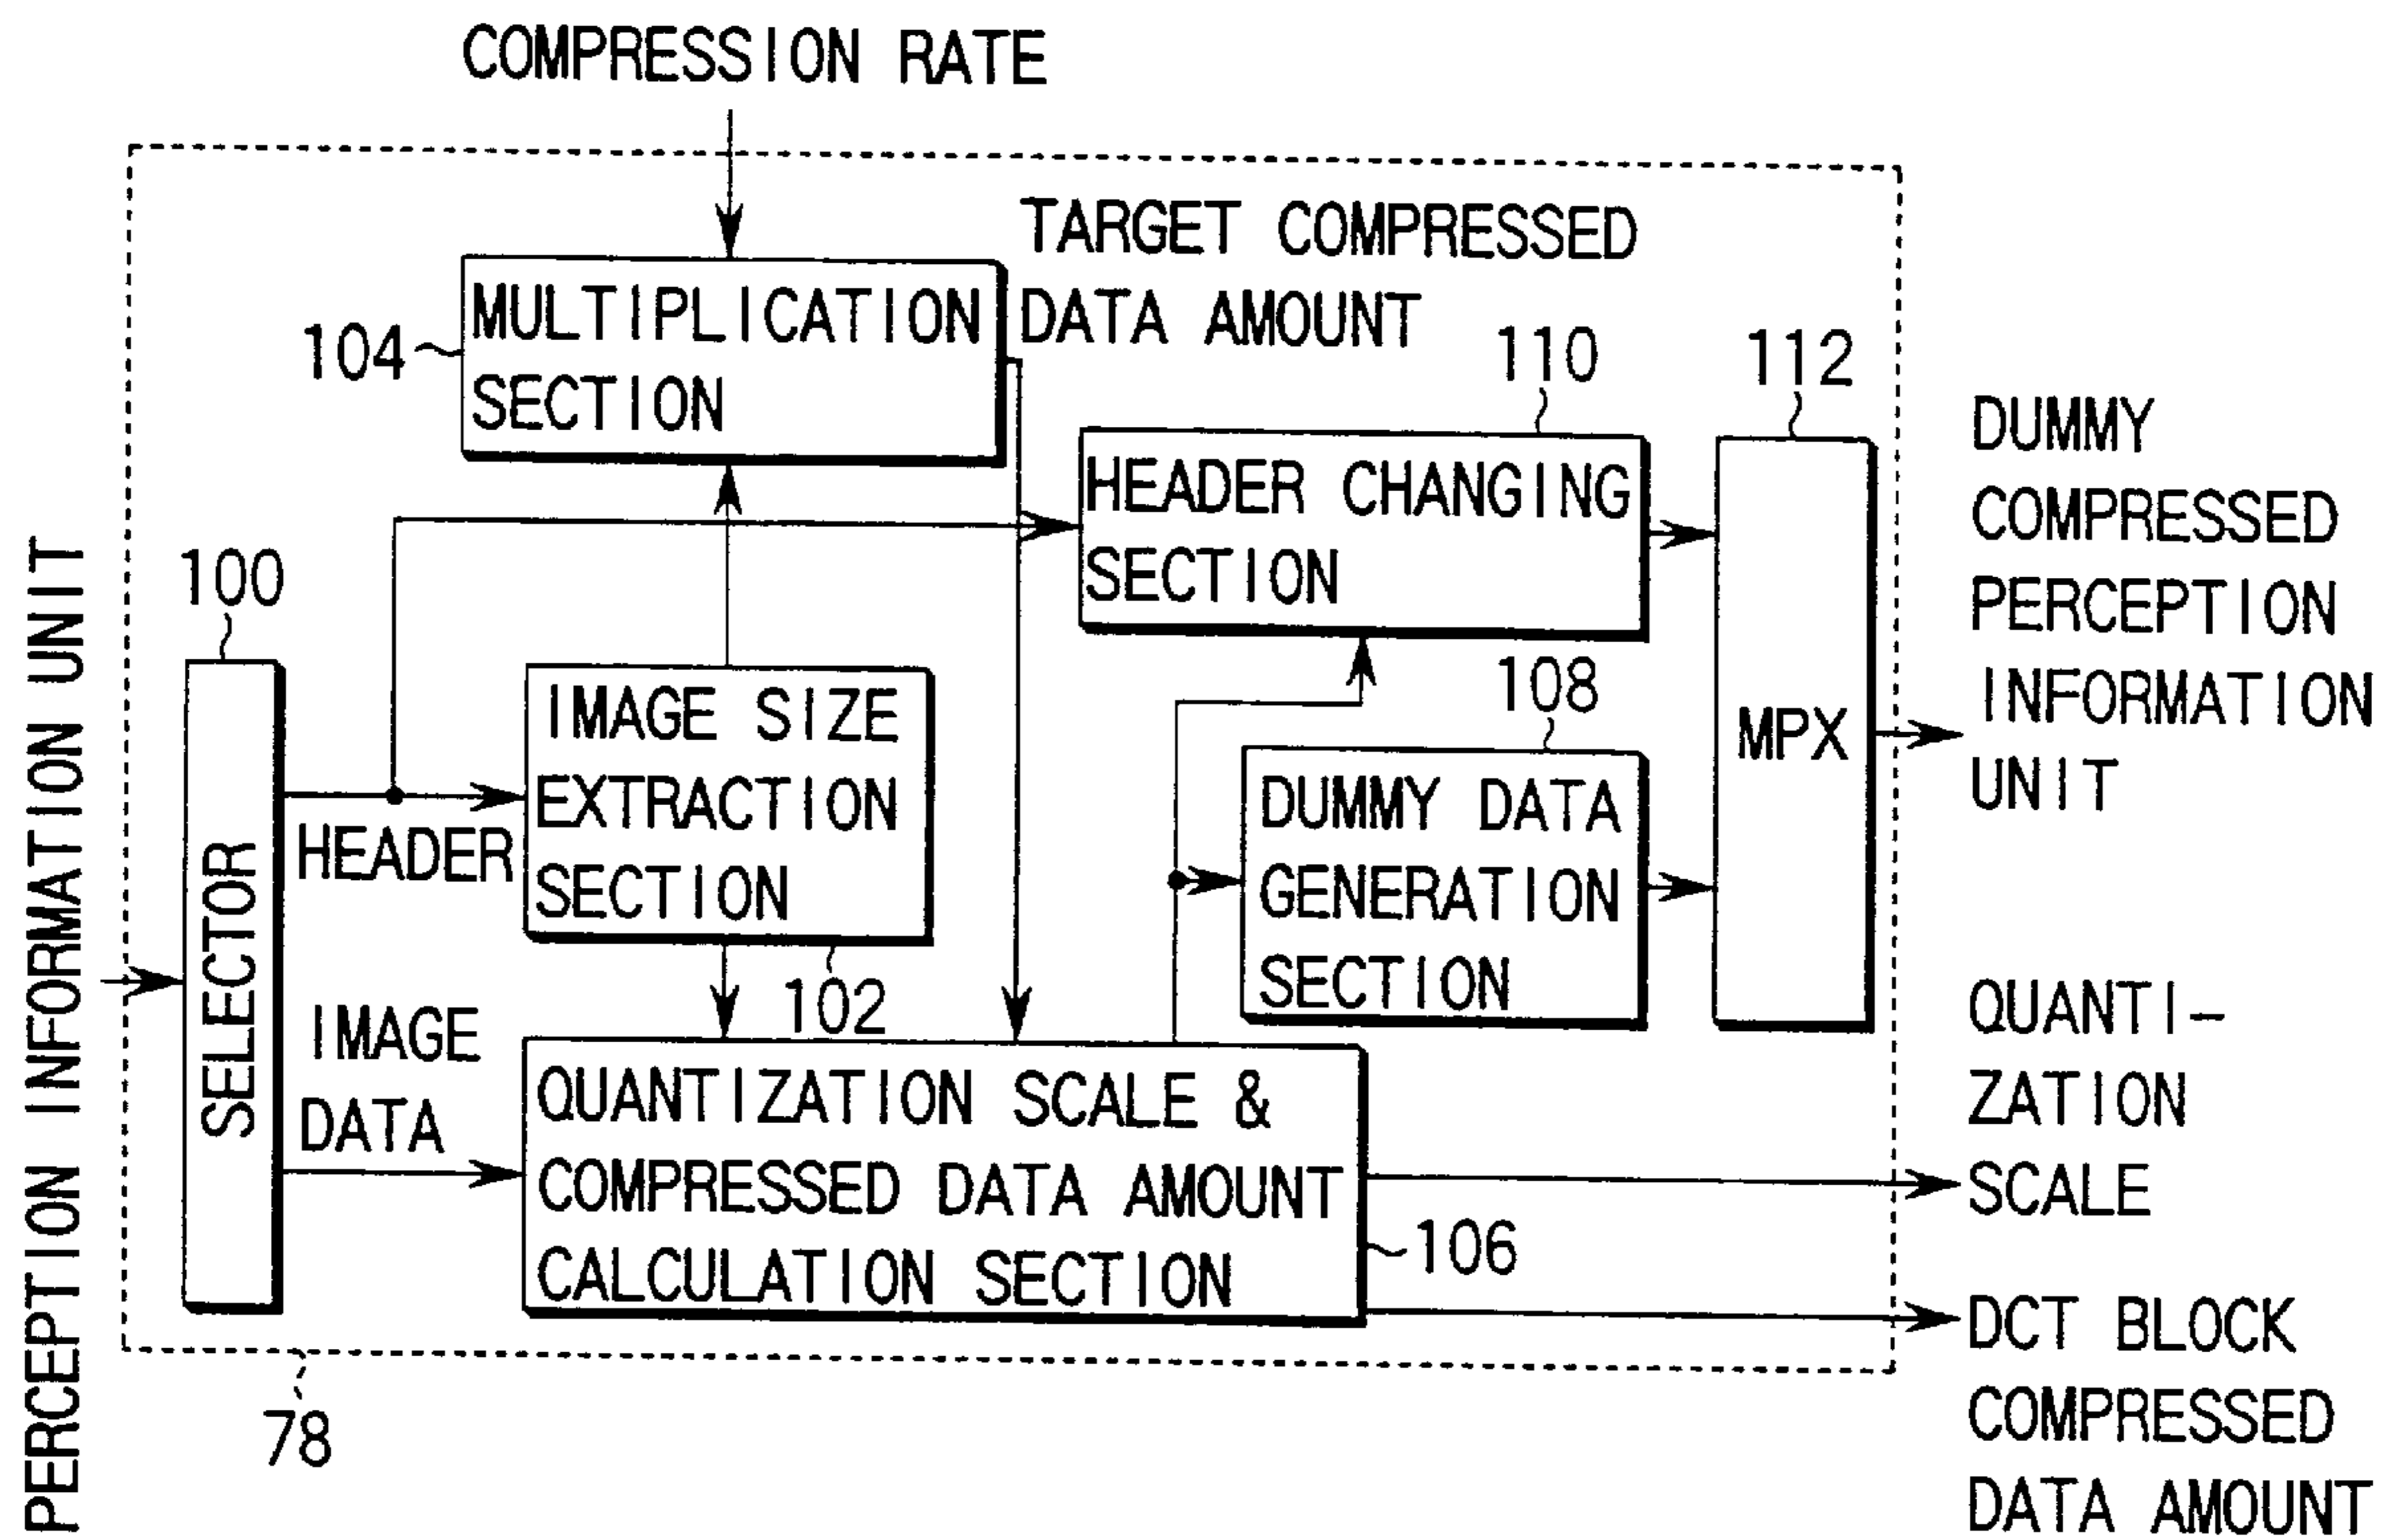 COMPRESSION RATE
TARGET COMPRESSED
DATA AMOUNT
104
MULTIPLICATION
SECTION
110
112
HEADER CHANGING
SECTION
DUMMY
COMPRESSED
PERCEPTION
INFORMATION
UNIT
PERCEPTION INFORMATION UNIT
100
SELECTOR
HEADER
IMAGE SIZE
EXTRACTION
SECTION
102
108
DUMMY DATA
GENERATION
SECTION
MPX
IMAGE
DATA
QUANTIZATION SCALE &
COMPRESSED DATA AMOUNT
CALCULATION SECTION
106
QUANTI-
ZATION
SCALE
DCT BLOCK
COMPRESSED
DATA AMOUNT
78